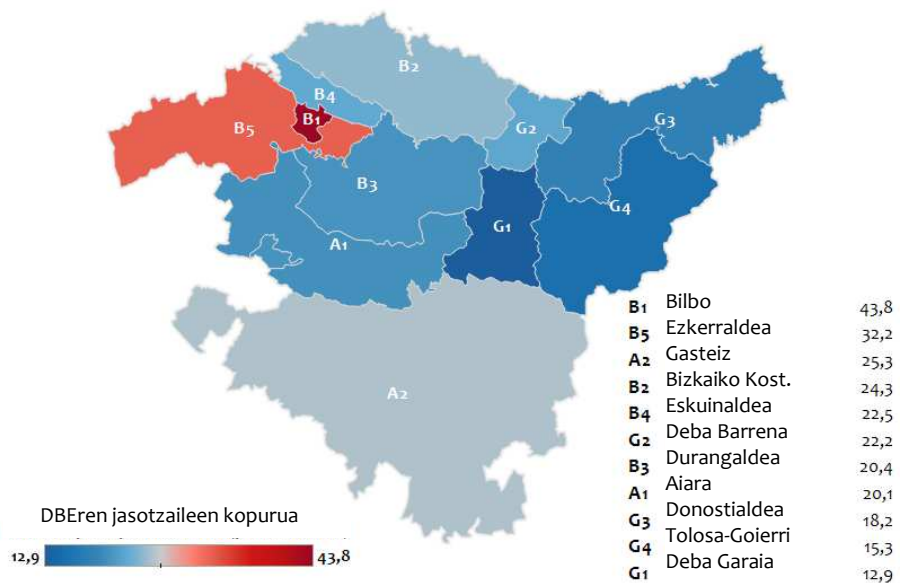 B2
B4
B1
B5
G2
G3
B3
G4
G1
A1
A2
B1 Bilbo 43,8
B5 Ezkerraldea 32,2
A2 Gasteiz 25,3
B2 Bizkaiko Kost. 24,3
B4 Eskuinaldea 22,5
G2 Deba Barrena 22,2
B3 Durangaldea 20,4
A1 Aiara 20,1
G3 Donostialdea 18,2
G4 Tolosa-Goierri 15,3
G1 Deba Garaia 12,9
DBEren jasotzaileen kopurua
12,9 43,8